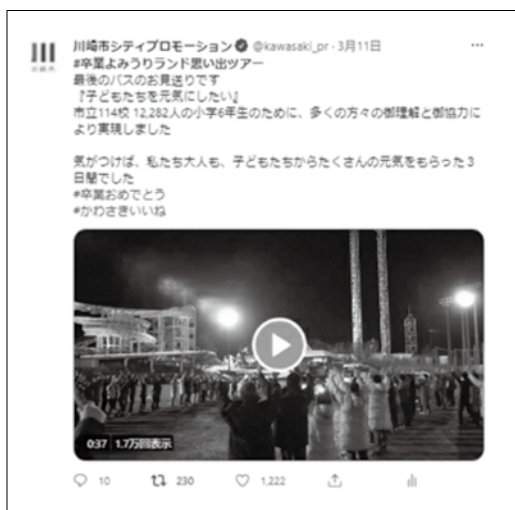 川崎市シティプロモーション @kawasaki_pr · 3月11日
#卒業よみうりランド思い出ツアー
最後のバスのお見送りです
『子どもたちを元気にしたい』
市立114校 12,282人の小学6年生のために、多くの方々の御理解と御協力に
より実現しました
気がつけば、私たち大人も、子どもたちからたくさんの元気をもらった3
日間でした
#卒業おめでとう
#かわさきいいね
0:37 1.7万回表示
10 230 1,222